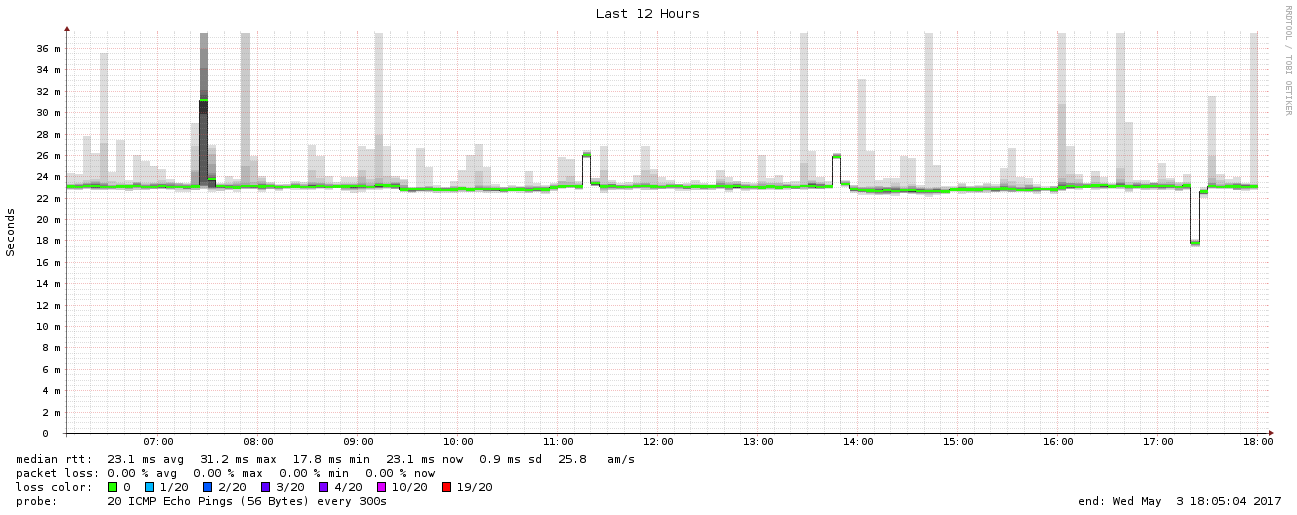 Last 12 Hours
RRDTOOL / TOBI OETIKER
Seconds
36 m
34 m
32 m
30 m
28 m
26 m
24 m
22 m
20 m
18 m
16 m
14 m
12 m
10 m
8 m
6 m
4 m
2 m
0
07:00 08:00 09:00 10:00 11:00 12:00 13:00 14:00 15:00 16:00 17:00 18:00
median rtt: 23.1 ms avg 31.2 ms max 17.8 ms min 23.1 ms now 0.9 ms sd 25.8 am/s
packet loss: 0.00 % avg 0.00 % max 0.00 % min 0.00 % now
loss color: 0 1/20 2/20 3/20 4/20 10/20 19/20
probe: 20 ICMP Echo Pings (56 Bytes) every 300s end: Wed May 3 18:05:04 2017